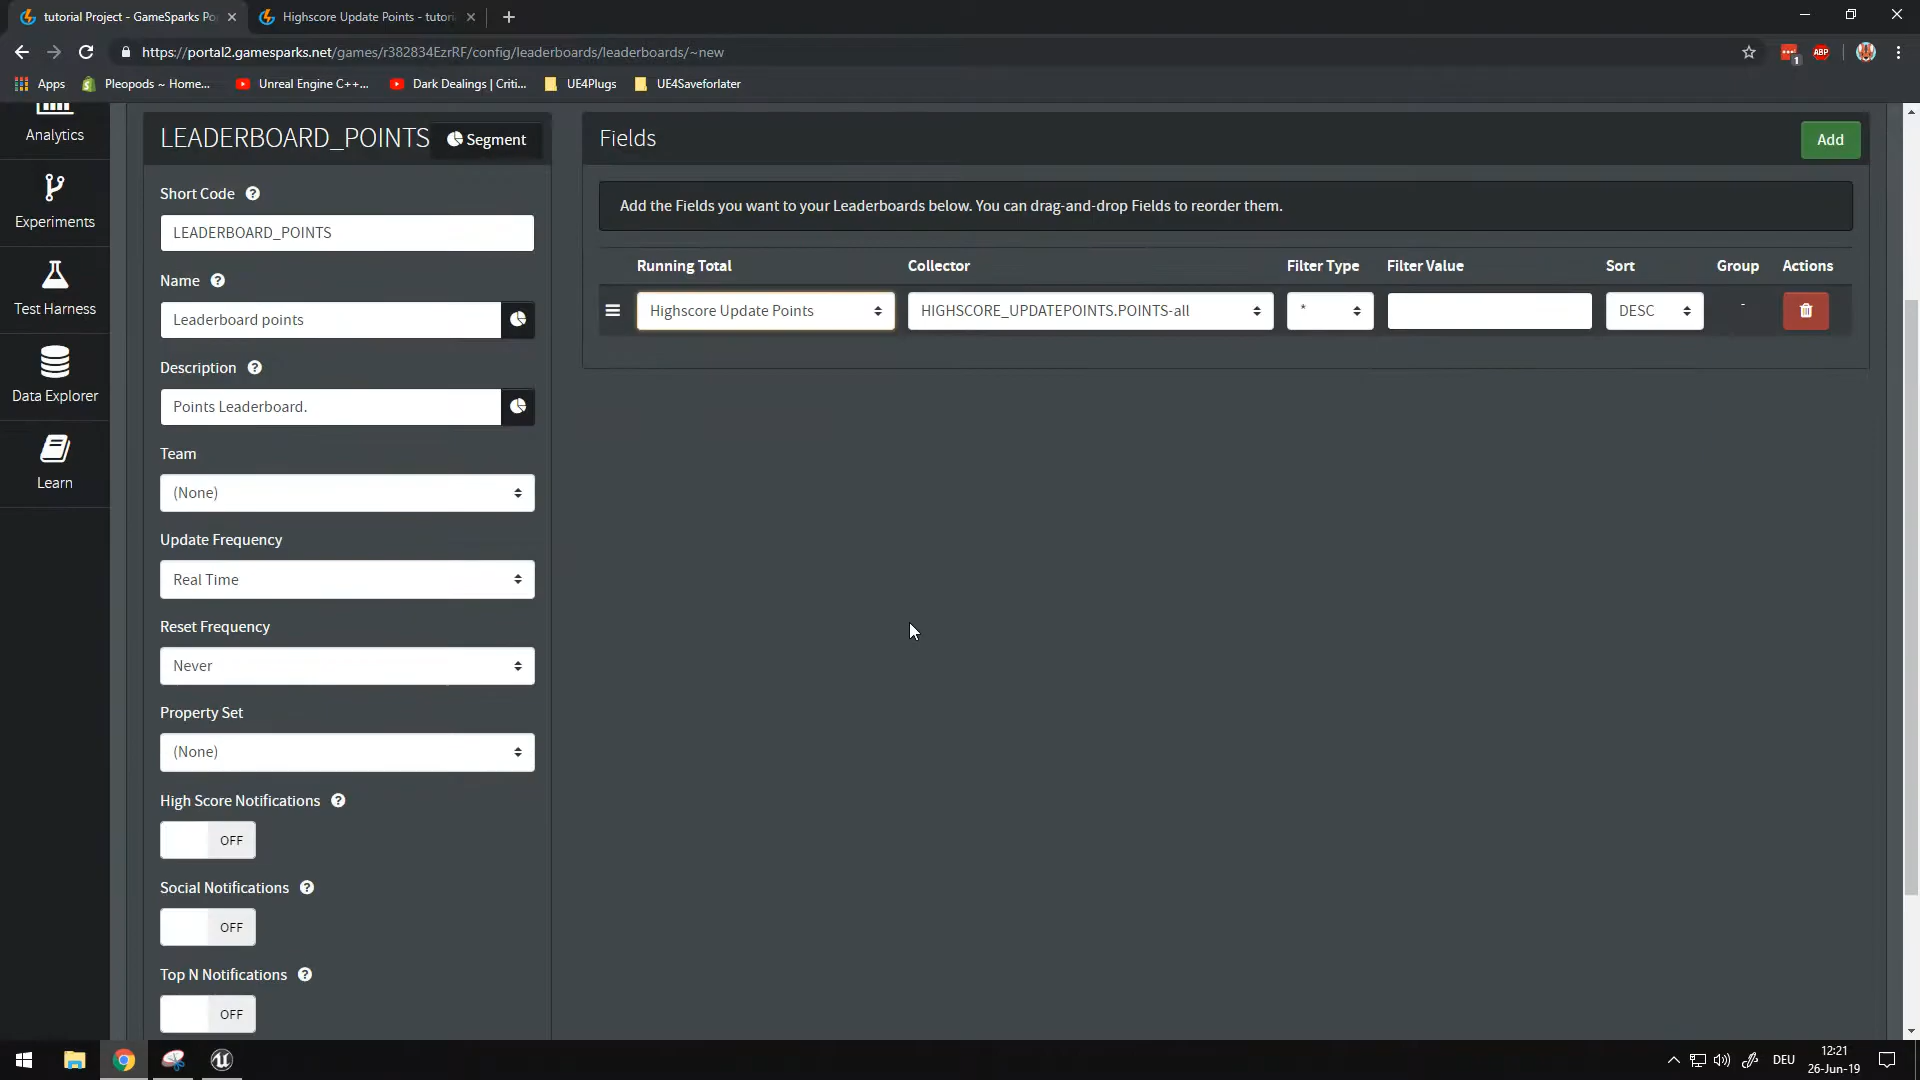 tutorial Project - GameSparks Po
Highscore Update Points - tutori
https://portal2.gamesparks.net/games/r382834EzrRF/config/leaderboards/leaderboards/~new
1
ABP
Apps
Pleopods ~ Home...
Unreal Engine C++...
Dark Dealings | Criti...
UE4Plugs
UE4Saveforlater
Analytics
Experiments
Test Harness
Data Explorer
Learn
LEADERBOARD_POINTS
Segment
Short Code ?
LEADERBOARD_POINTS
Name ?
Leaderboard points
Description ?
Points Leaderboard.
Team
(None)
Update Frequency
Real Time
Reset Frequency
Never
Property Set
(None)
High Score Notifications ?
OFF
Social Notifications ?
OFF
Top N Notifications ?
OFF
Fields
Add
Add the Fields you want to your Leaderboards below. You can drag-and-drop Fields to reorder them.
Running Total Collector Filter Type Filter Value Sort Group Actions
Highscore Update Points HIGHSCORE_UPDATEPOINTS.POINTS-all * DESC -
DEU
12:21
26-Jun-19